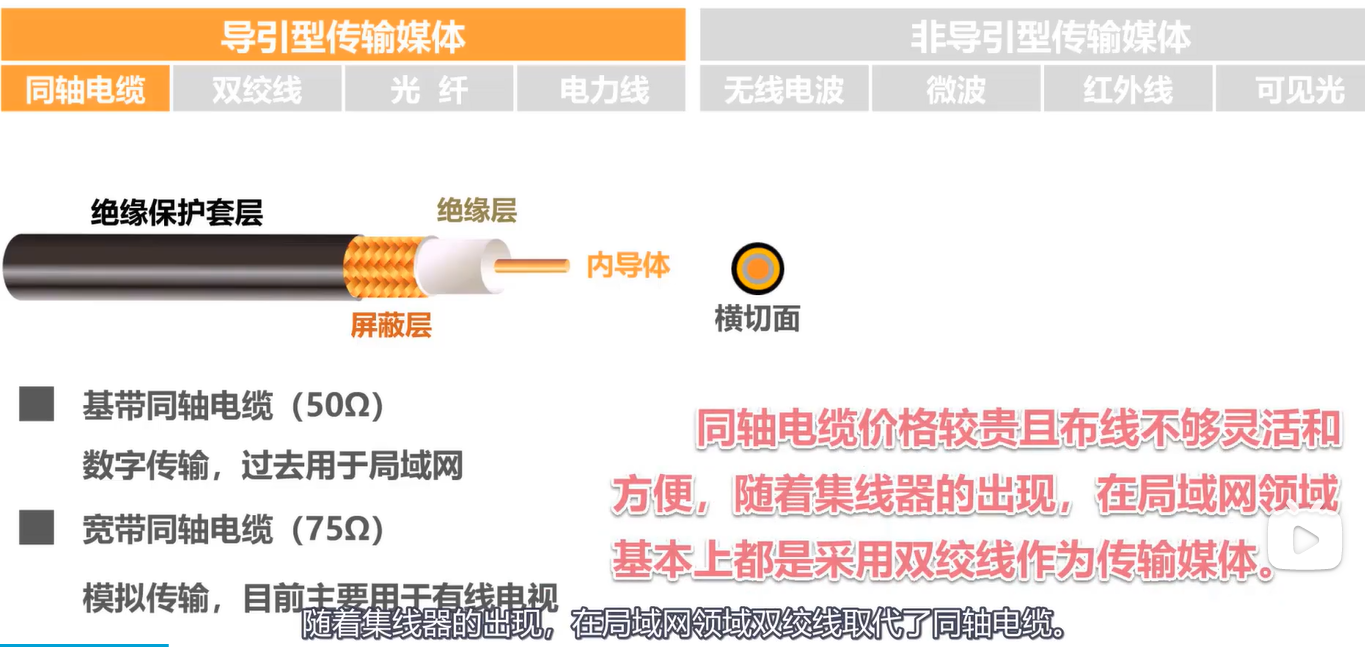 导引型传输媒体
非导引型传输媒体
同轴电缆
双绞线
光 纤
电力线
无线电波
微波
红外线
可见光
绝缘保护套层
绝缘层
内导体
屏蔽层
横切面
基带同轴电缆（50Ω）
数字传输，过去用于局域网
宽带同轴电缆（75Ω）
模拟传输，目前主要用于有线电视
同轴电缆价格较贵且布线不够灵活和
方便，随着集线器的出现，在局域网领域
基本上都是采用双绞线作为传输媒体。
随着集线器的出现，在局域网领域双绞线取代了同轴电缆。